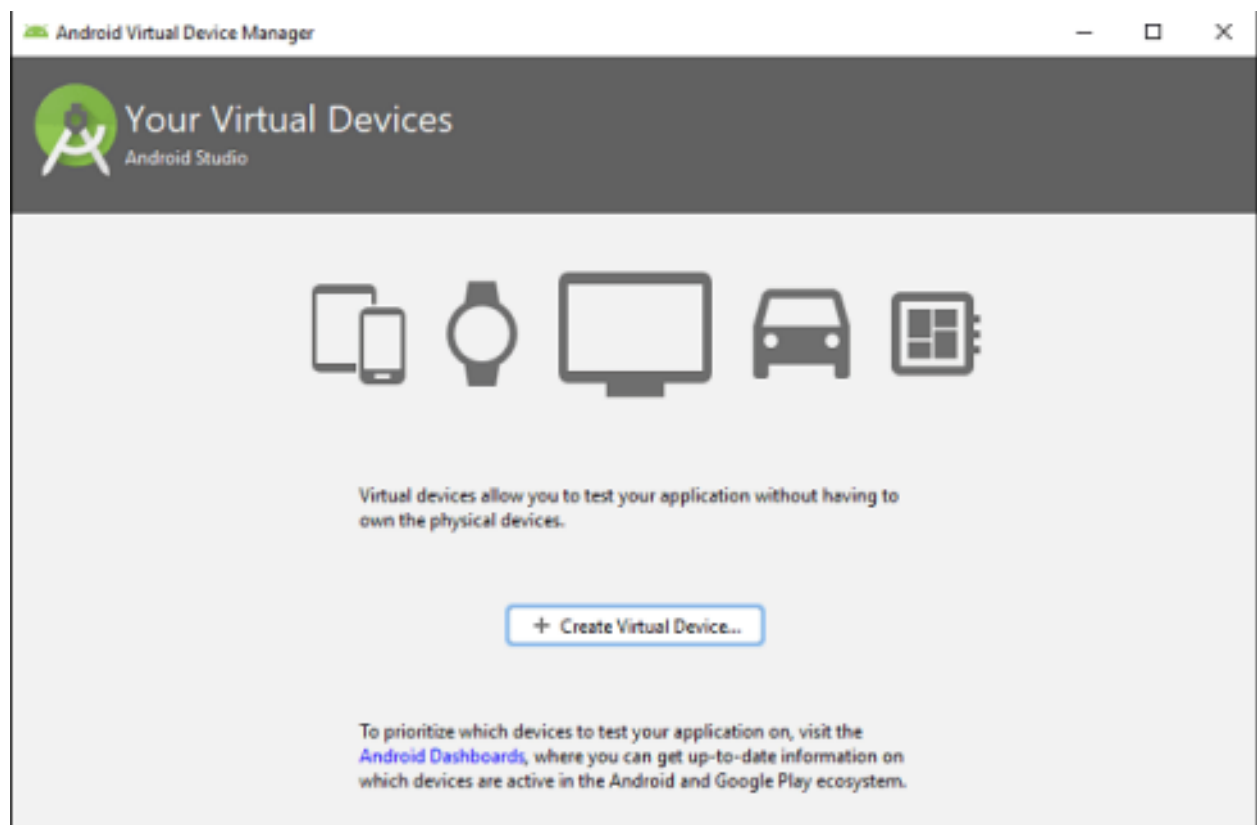 Android Virtual Device Manager
Your Virtual Devices
Android Studio
Virtual devices allow you to test your application without having to
own the physical devices.
+ Create Virtual Device...
To prioritize which devices to test your application on, visit the
Android Dashboards, where you can get up-to-date information on
which devices are active in the Android and Google Play ecosystem.